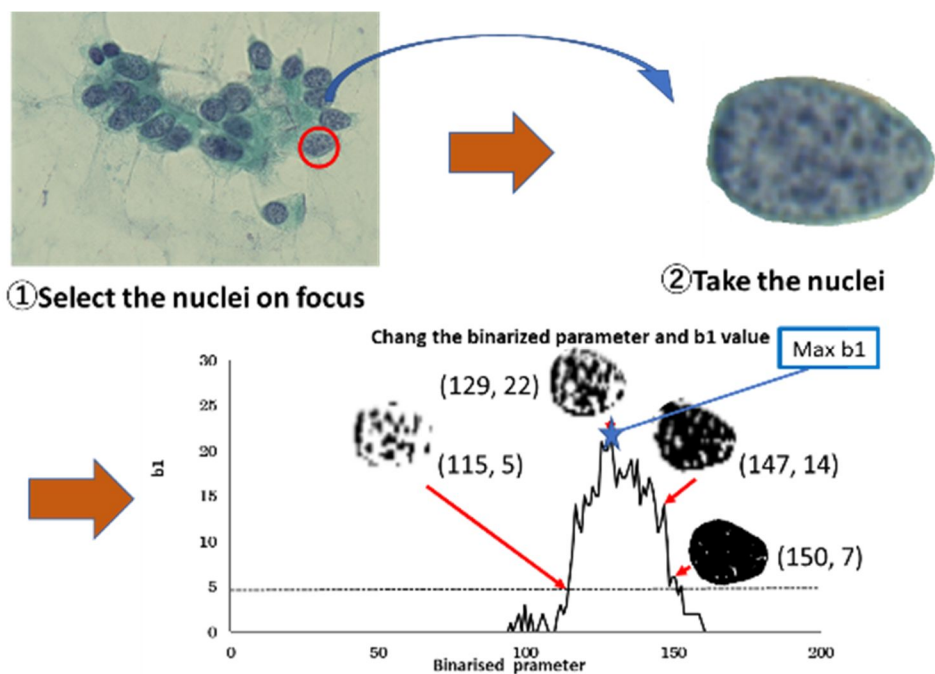 ①Select the nuclei on focus
②Take the nuclei
Chang the binarized parameter and b1 value
Max b1
(129, 22)
(115, 5)
(147, 14)
(150, 7)
b1
30
25
20
15
10
5
0
0 50 100 150 200
Binarised prameter